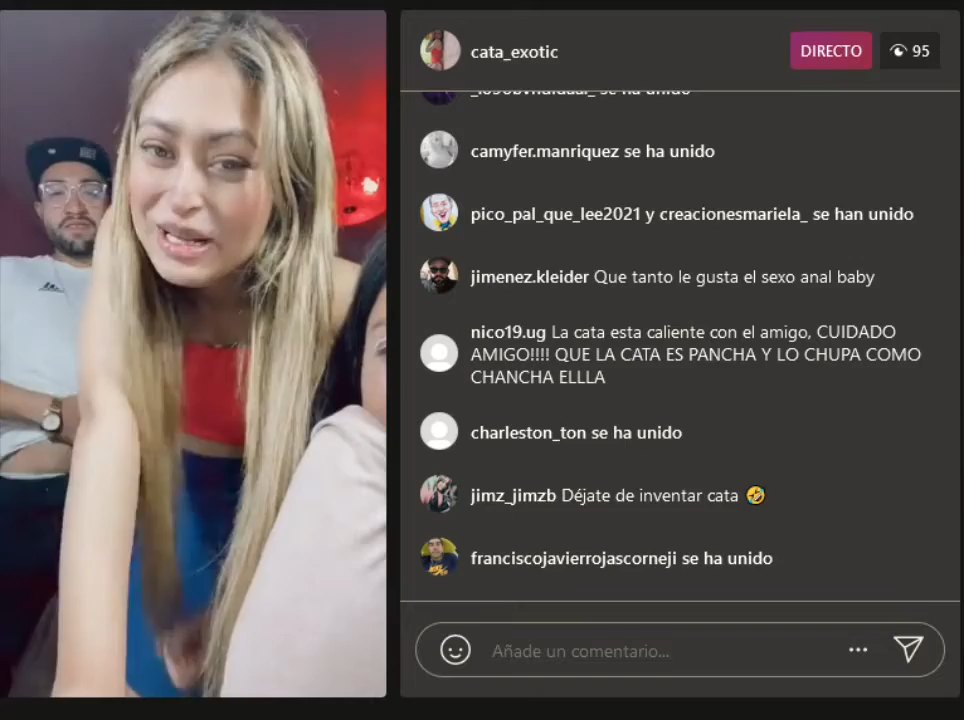 cata_exotic
DIRECTO
95
se ha unido
camyfer.manriquez se ha unido
pico_pal_que_lee2021 y creacionesmariela_ se han unido
jimenez.kleider Que tanto le gusta el sexo anal baby
nico19.ug La cata esta caliente con el amigo, CUIDADO
AMIGO!!!! QUE LA CATA ES PANCHA Y LO CHUPA COMO
CHANCHA ELLLA
charleston_ton se ha unido
jimz_jimzb Déjate de inventar cata 🤣
franciscojavierrojascorneji se ha unido
Añade un comentario...